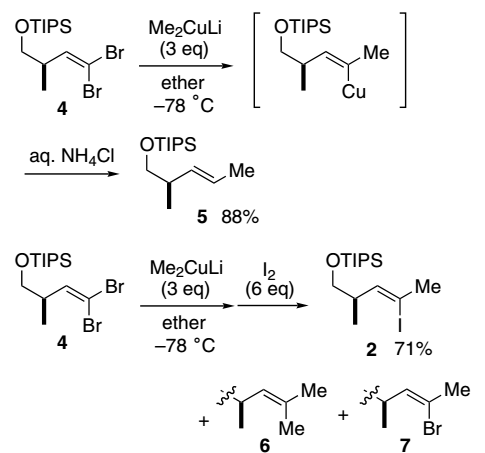 OTIPS
Br
Br
4
Me2CuLi
(3 eq)
ether
–78 °C
OTIPS
Me
Cu
aq. NH4Cl
OTIPS
Me
5 88%
OTIPS
Br
Br
4
Me2CuLi
(3 eq)
ether
–78 °C
I2
(6 eq)
OTIPS
Me
I
2 71%
+
Me
Me
6
+
Me
Br
7